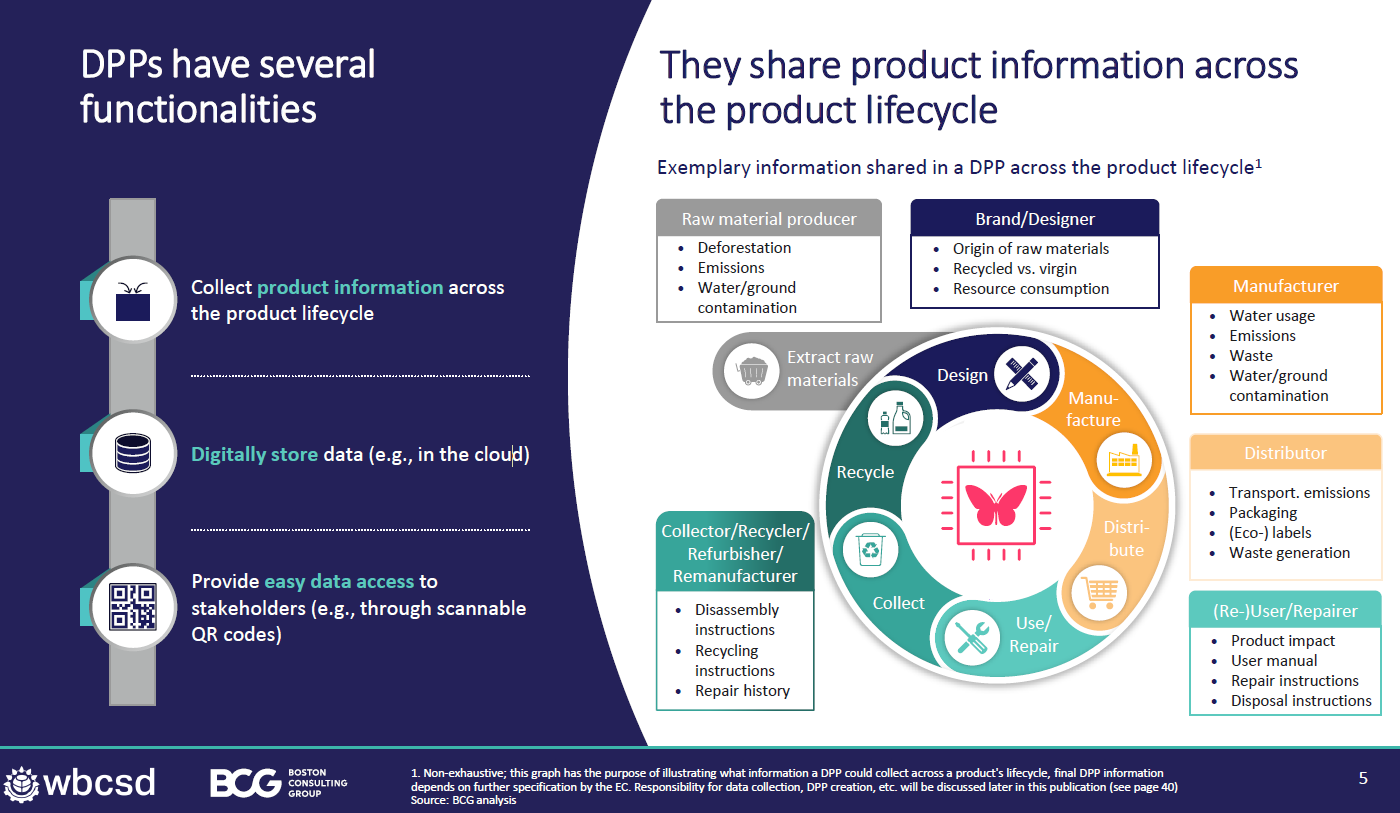 DPPs have several
functionalities
Collect product information across
the product lifecycle
Digitally store data (e.g., in the cloud)
Provide easy data access to
stakeholders (e.g., through scannable
QR codes)
They share product information across
the product lifecycle
Exemplary information shared in a DPP across the product lifecycle1
Raw material producer
• Deforestation
• Emissions
• Water/ground
contamination
Brand/Designer
• Origin of raw materials
• Recycled vs. virgin
• Resource consumption
Manufacturer
• Water usage
• Emissions
• Waste
• Water/ground
contamination
Distributor
• Transport. emissions
• Packaging
• (Eco-) labels
• Waste generation
(Re-)User/Repairer
• Product impact
• User manual
• Repair instructions
• Disposal instructions
Collector/Recycler/
Refurbisher/
Remanufacturer
• Disassembly
instructions
• Recycling
instructions
• Repair history
Extract raw
materials
Design
Manu-
facture
Distri-
bute
Use/
Repair
Collect
Recycle
wbcsd
BCG
BOSTON
CONSULTING
GROUP
1. Non-exhaustive; this graph has the purpose of illustrating what information a DPP could collect across a product's lifecycle, final DPP information
depends on further specification by the EC. Responsibility for data collection, DPP creation, etc. will be discussed later in this publication (see page 40)
Source: BCG analysis
5